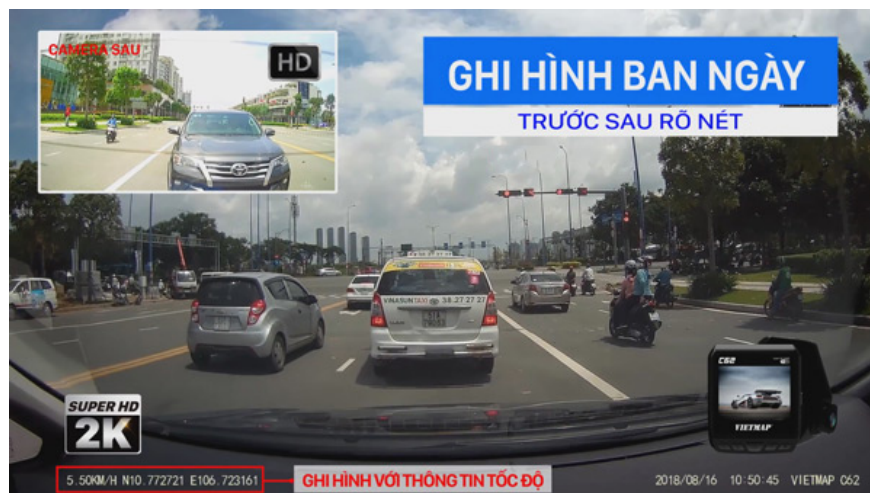 CAMERA SAU
HD
GHI HÌNH BAN NGÀY
TRƯỚC SAU RÕ NÉT
VINASUNTAXI 38.27 27 27
51A
C62
VIETMAP
SUPER HD
2K
5.50KM/H N10.772721 E106.723161
GHI HÌNH VỚI THÔNG TIN TỐC ĐỘ
2018/08/16 10:50:45 VIETMAP C62